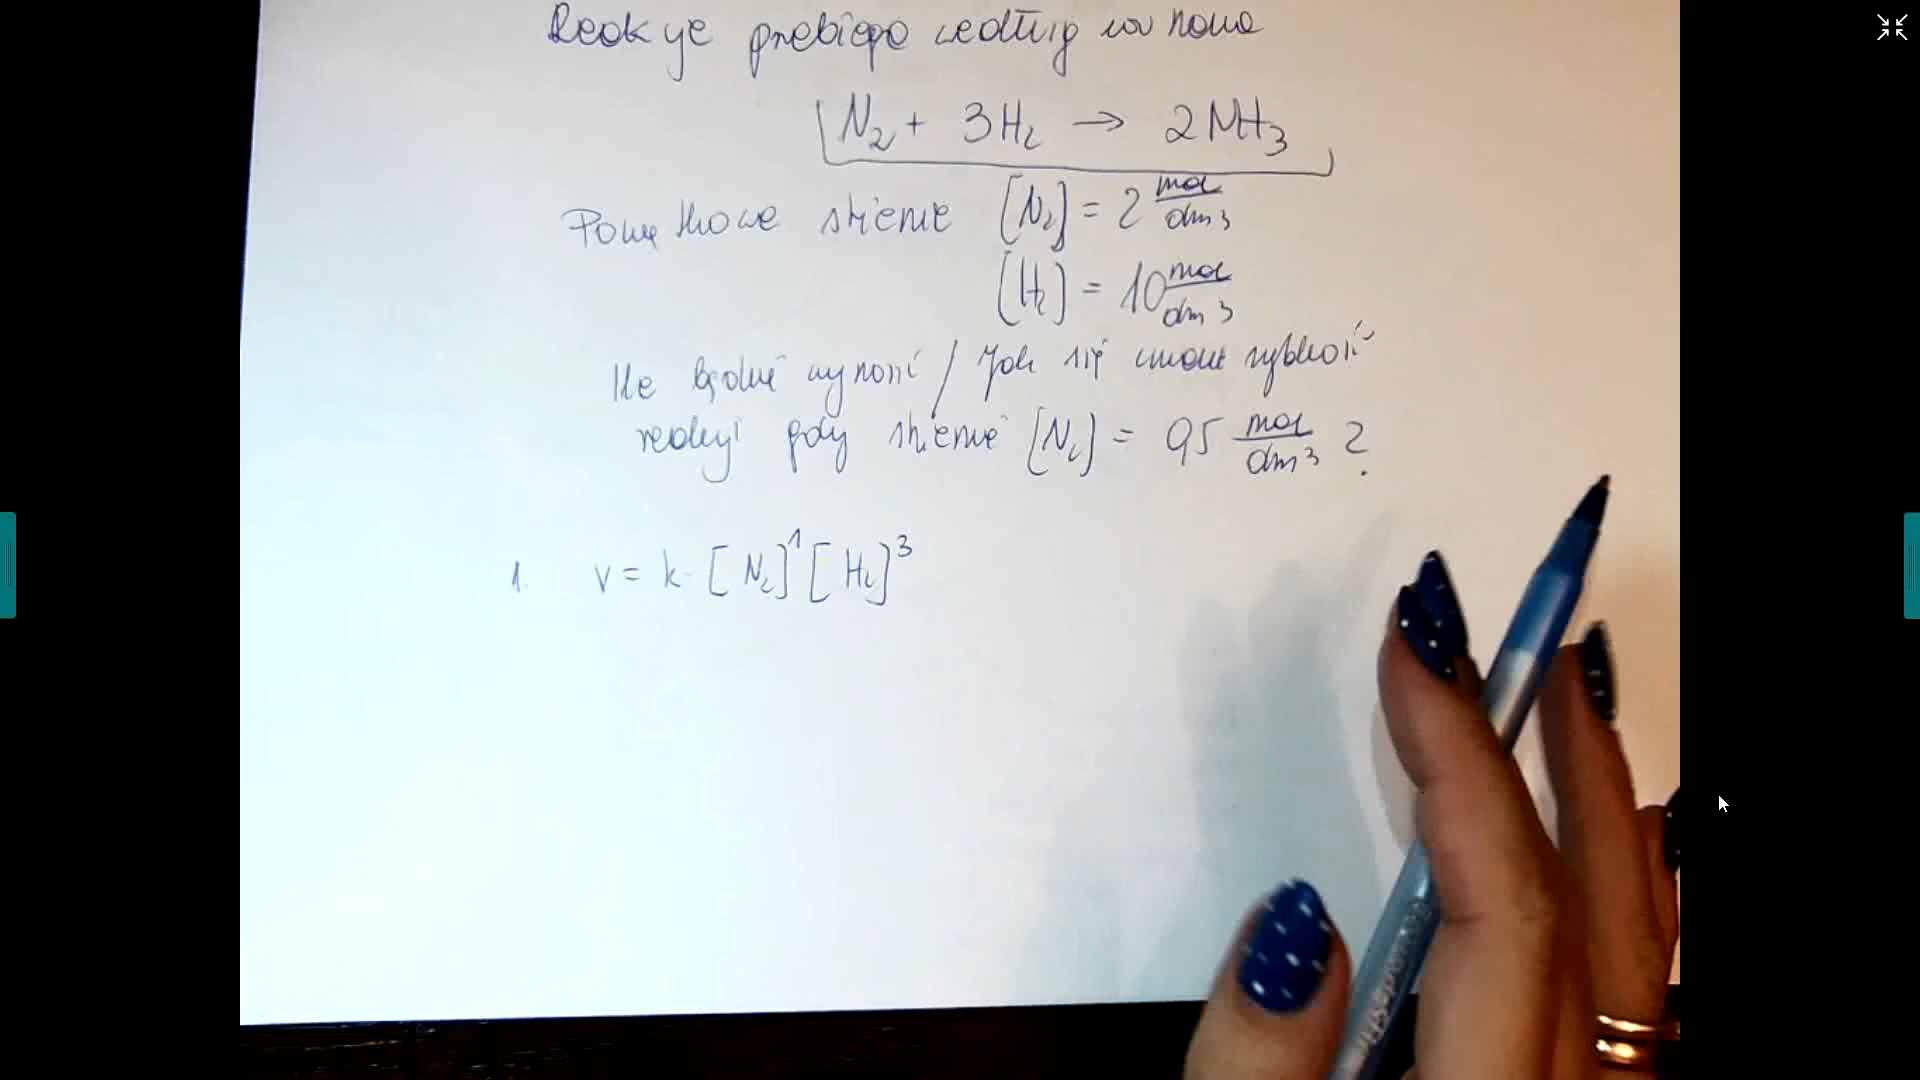 Reakcje przebiega według wzoru
N₂ + 3H₂ → 2NH₃
Początkowe stężenie [N₂] = 2 mol/dm³
[H₂] = 10 mol/dm³
Ile będzie wynosić / Jak się zmieni szybkość
reakcji gdy stężenie [N₂] = 0,5 mol/dm³ ?
1. v = k · [N₂]¹ [H₂]³